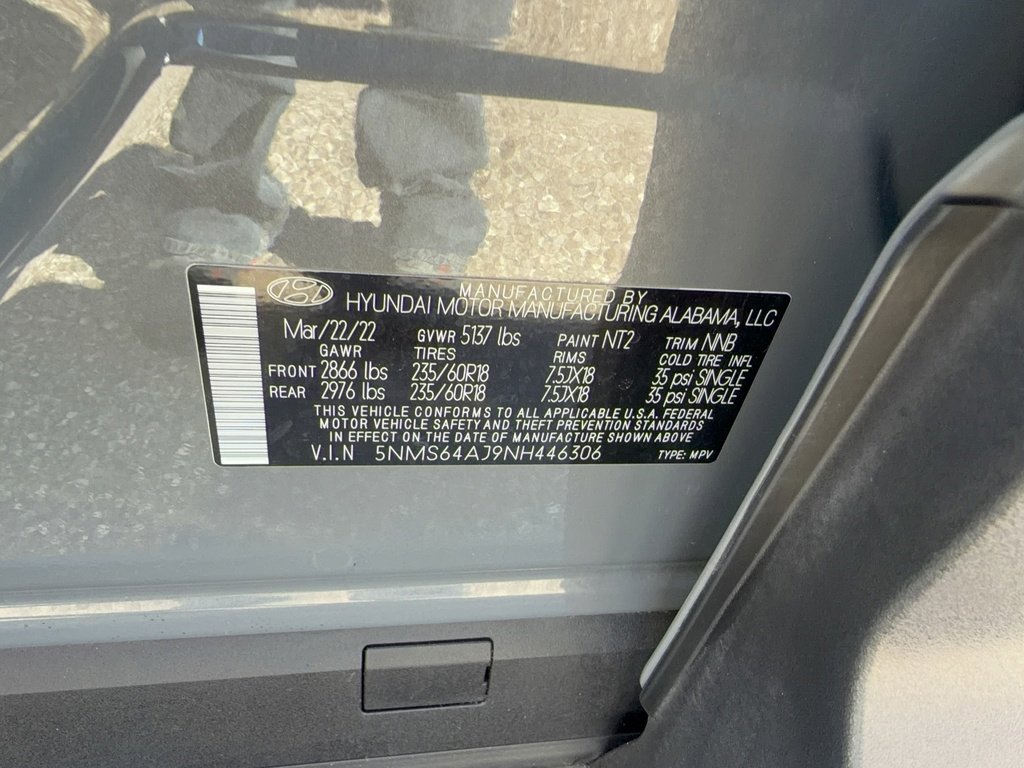 MANUFACTURED BY
HYUNDAI MOTOR MANUFACTURING ALABAMA, LLC
Mar/22/22 GVWR 5137 lbs PAINT NT2 TRIM NNB
GAWR TIRES RIMS COLD TIRE INFL
FRONT 2866 lbs 235/60R18 7.5JX18 35 psi SINGLE
REAR 2976 lbs 235/60R18 7.5JX18 35 psi SINGLE
THIS VEHICLE CONFORMS TO ALL APPLICABLE U.S.A. FEDERAL
MOTOR VEHICLE SAFETY AND THEFT PREVENTION STANDARDS
IN EFFECT ON THE DATE OF MANUFACTURE SHOWN ABOVE
V.I.N 5NMS64AJ9NH446306 TYPE: MPV